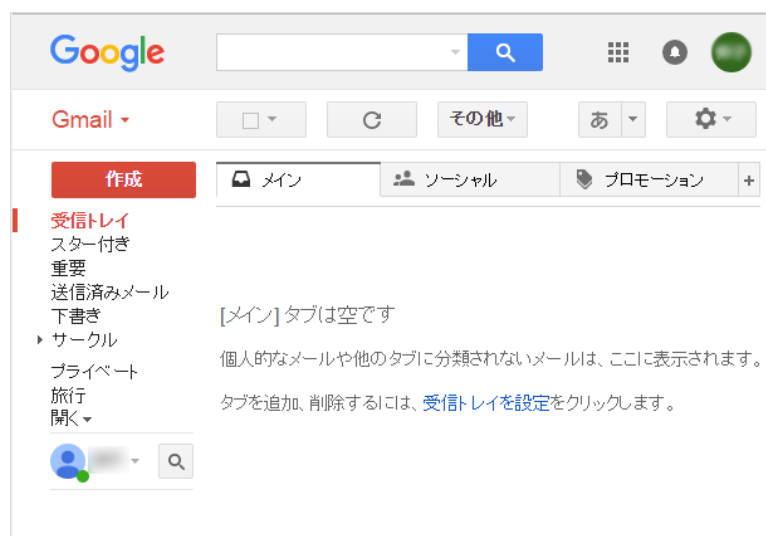 Google
Gmail
その他
あ
作成
メイン
ソーシャル
プロモーション
+
受信トレイ
スター付き
重要
送信済みメール
下書き
サークル
プライベート
旅行
開く
[メイン] タブは空です
個人的なメールや他のタブに分類されないメールは、ここに表示されます。
タブを追加、削除するには、受信トレイを設定をクリックします。